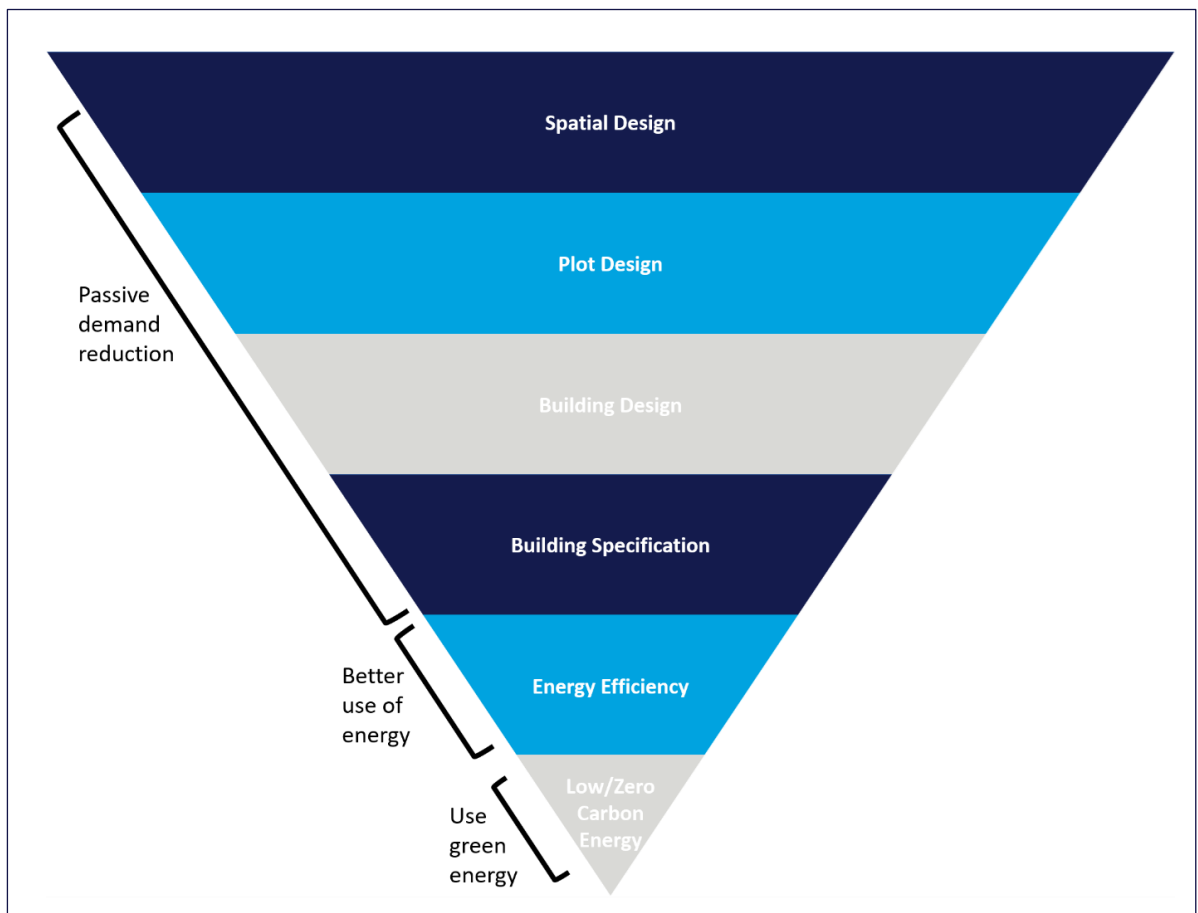 Spatial Design
Plot Design
Passive
demand
reduction
Building Design
Building Specification
Better
use of
energy
Energy Efficiency
Use
green
energy
Low/Zero
Carbon
Energy